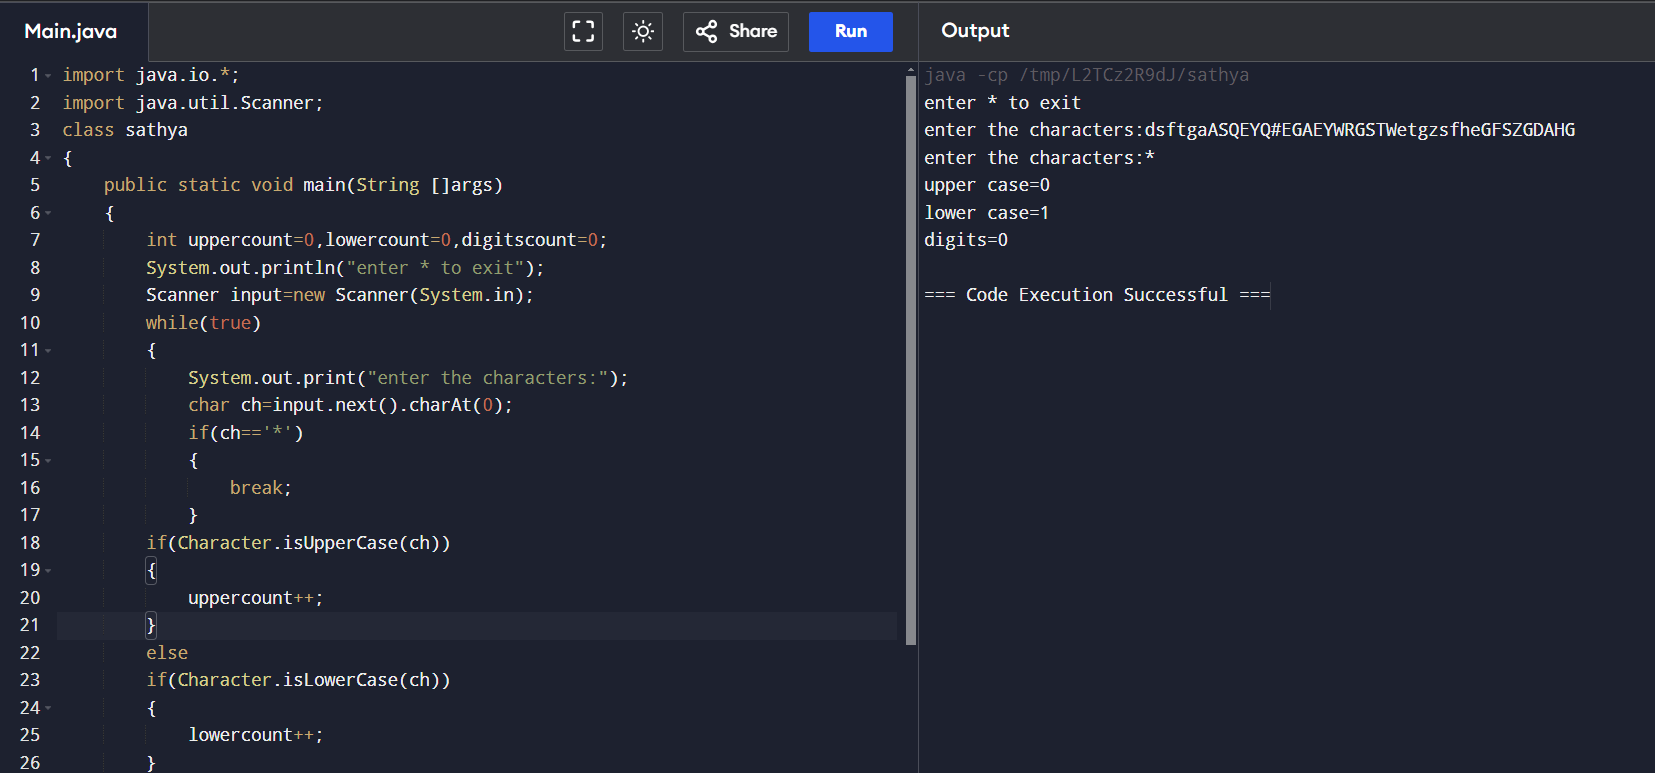 Main.java
Share
Run
Output
1 import java.io.*;
2 import java.util.Scanner;
3 class sathya
4 {
5 public static void main(String []args)
6 {
7 int uppercount=0,lowercount=0,digitscount=0;
8 System.out.println("enter * to exit");
9 Scanner input=new Scanner(System.in);
10 while(true)
11 {
12 System.out.print("enter the characters:");
13 char ch=input.next().charAt(0);
14 if(ch=='*')
15 {
16 break;
17 }
18 if(Character.isUpperCase(ch))
19 {
20 uppercount++;
21 }
22 else
23 if(Character.isLowerCase(ch))
24 {
25 lowercount++;
26 }
java -cp /tmp/L2TCz2R9dJ/sathya
enter * to exit
enter the characters:dsftgaASQEYQ#EGAEYWRGSTWetgzsfheGFSZGDAHG
enter the characters:*
upper case=0
lower case=1
digits=0
=== Code Execution Successful ===